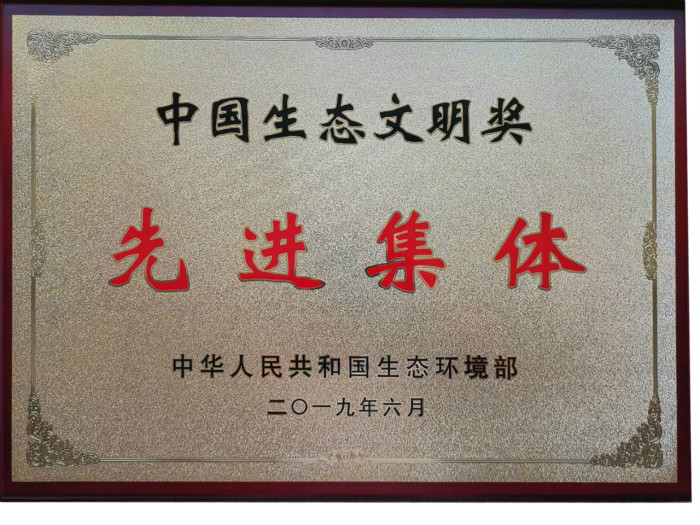 中国生态文明奖
先进集体
中华人民共和国生态环境部
二〇一九年六月